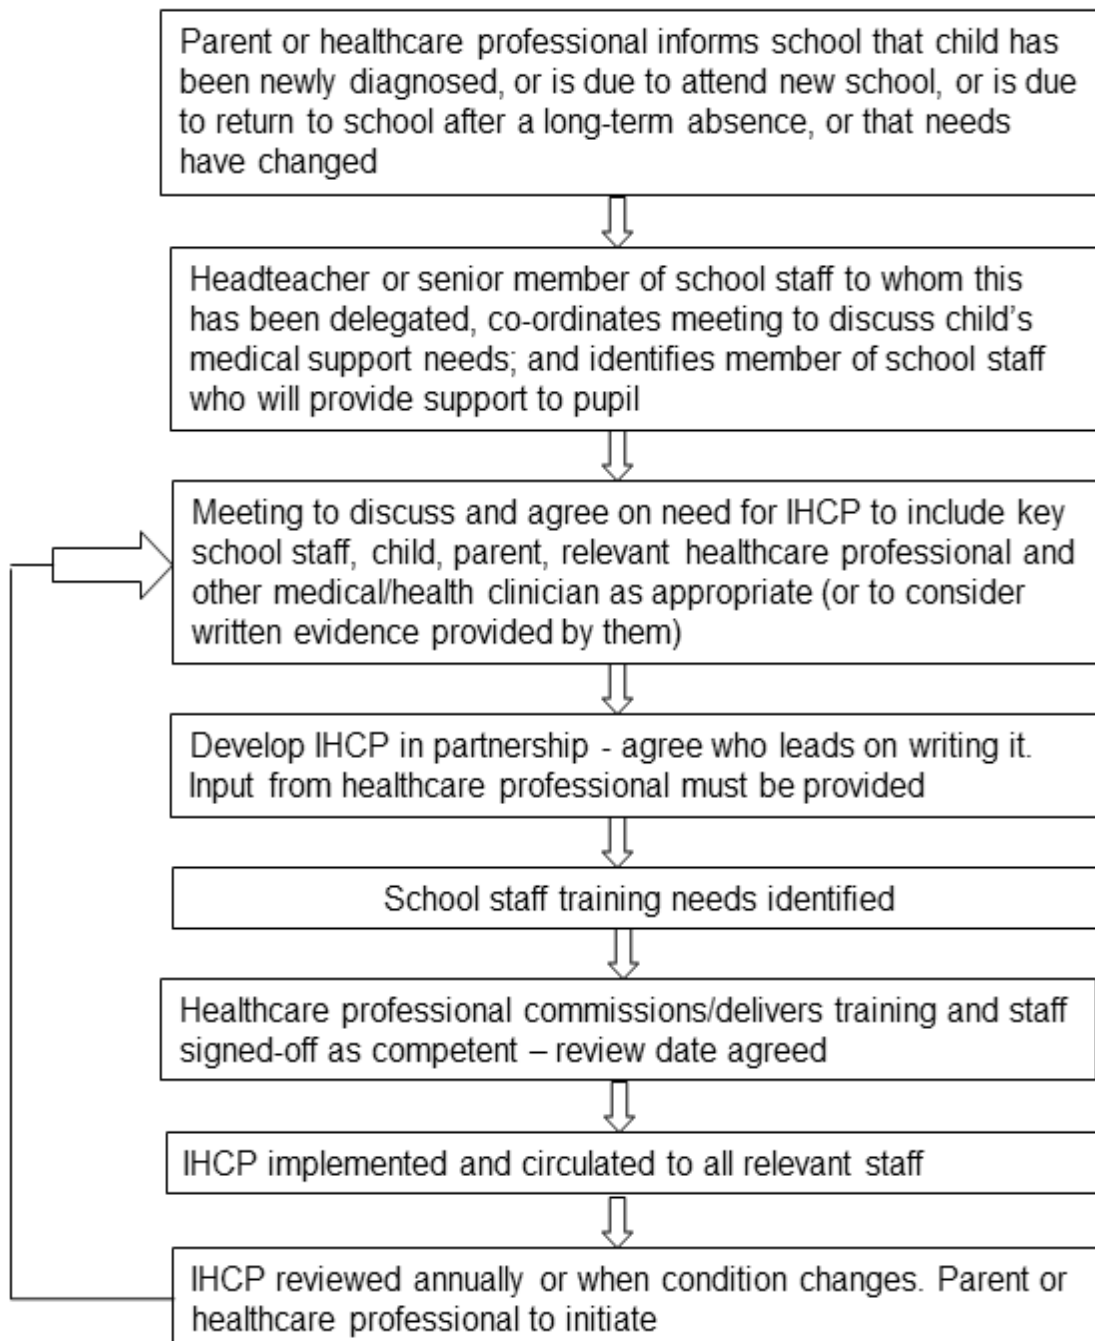 Parent or healthcare professional informs school that child has
been newly diagnosed, or is due to attend new school, or is due
to return to school after a long-term absence, or that needs
have changed
Headteacher or senior member of school staff to whom this
has been delegated, co-ordinates meeting to discuss child’s
medical support needs; and identifies member of school staff
who will provide support to pupil
Meeting to discuss and agree on need for IHCP to include key
school staff, child, parent, relevant healthcare professional and
other medical/health clinician as appropriate (or to consider
written evidence provided by them)
Develop IHCP in partnership - agree who leads on writing it.
Input from healthcare professional must be provided
School staff training needs identified
Healthcare professional commissions/delivers training and staff
signed-off as competent – review date agreed
IHCP implemented and circulated to all relevant staff
IHCP reviewed annually or when condition changes. Parent or
healthcare professional to initiate